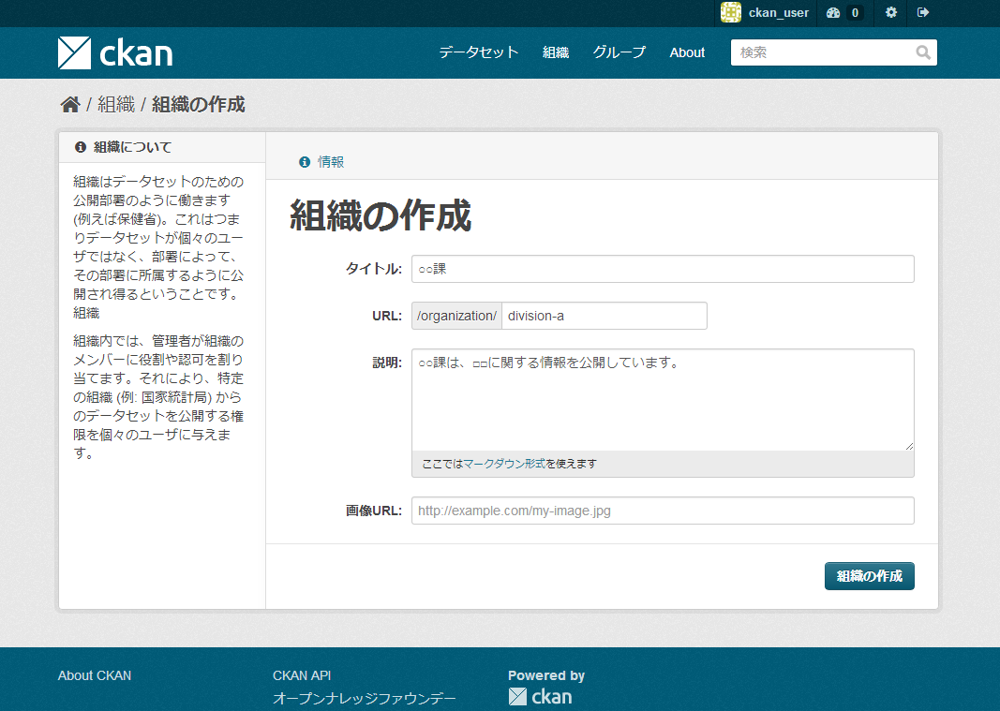 ckan_user 0
ckan データセット 組織 グループ About 検索
/ 組織 / 組織の作成
組織について
組織はデータセットのための
公開部署のように働きます
(例えば保健省)。これはつま
りデータセットが個々のユー
ザではなく、部署によって、
その部署に所属するように公
開され得るということです。
組織
組織内では、管理者が組織の
メンバーに役割や認可を割り
当てます。それにより、特定
の組織 (例: 国家統計局) から
のデータセットを公開する権
限を個々のユーザに与えま
す。
情報
組織の作成
タイトル: ○○課
URL: /organization/ division-a
説明: ○○課は、□□に関する情報を公開しています。
ここではマークダウン形式を使えます
画像URL: http://example.com/my-image.jpg
組織の作成
About CKAN
CKAN API
オープンナレッジファウンデー
Powered by
ckan